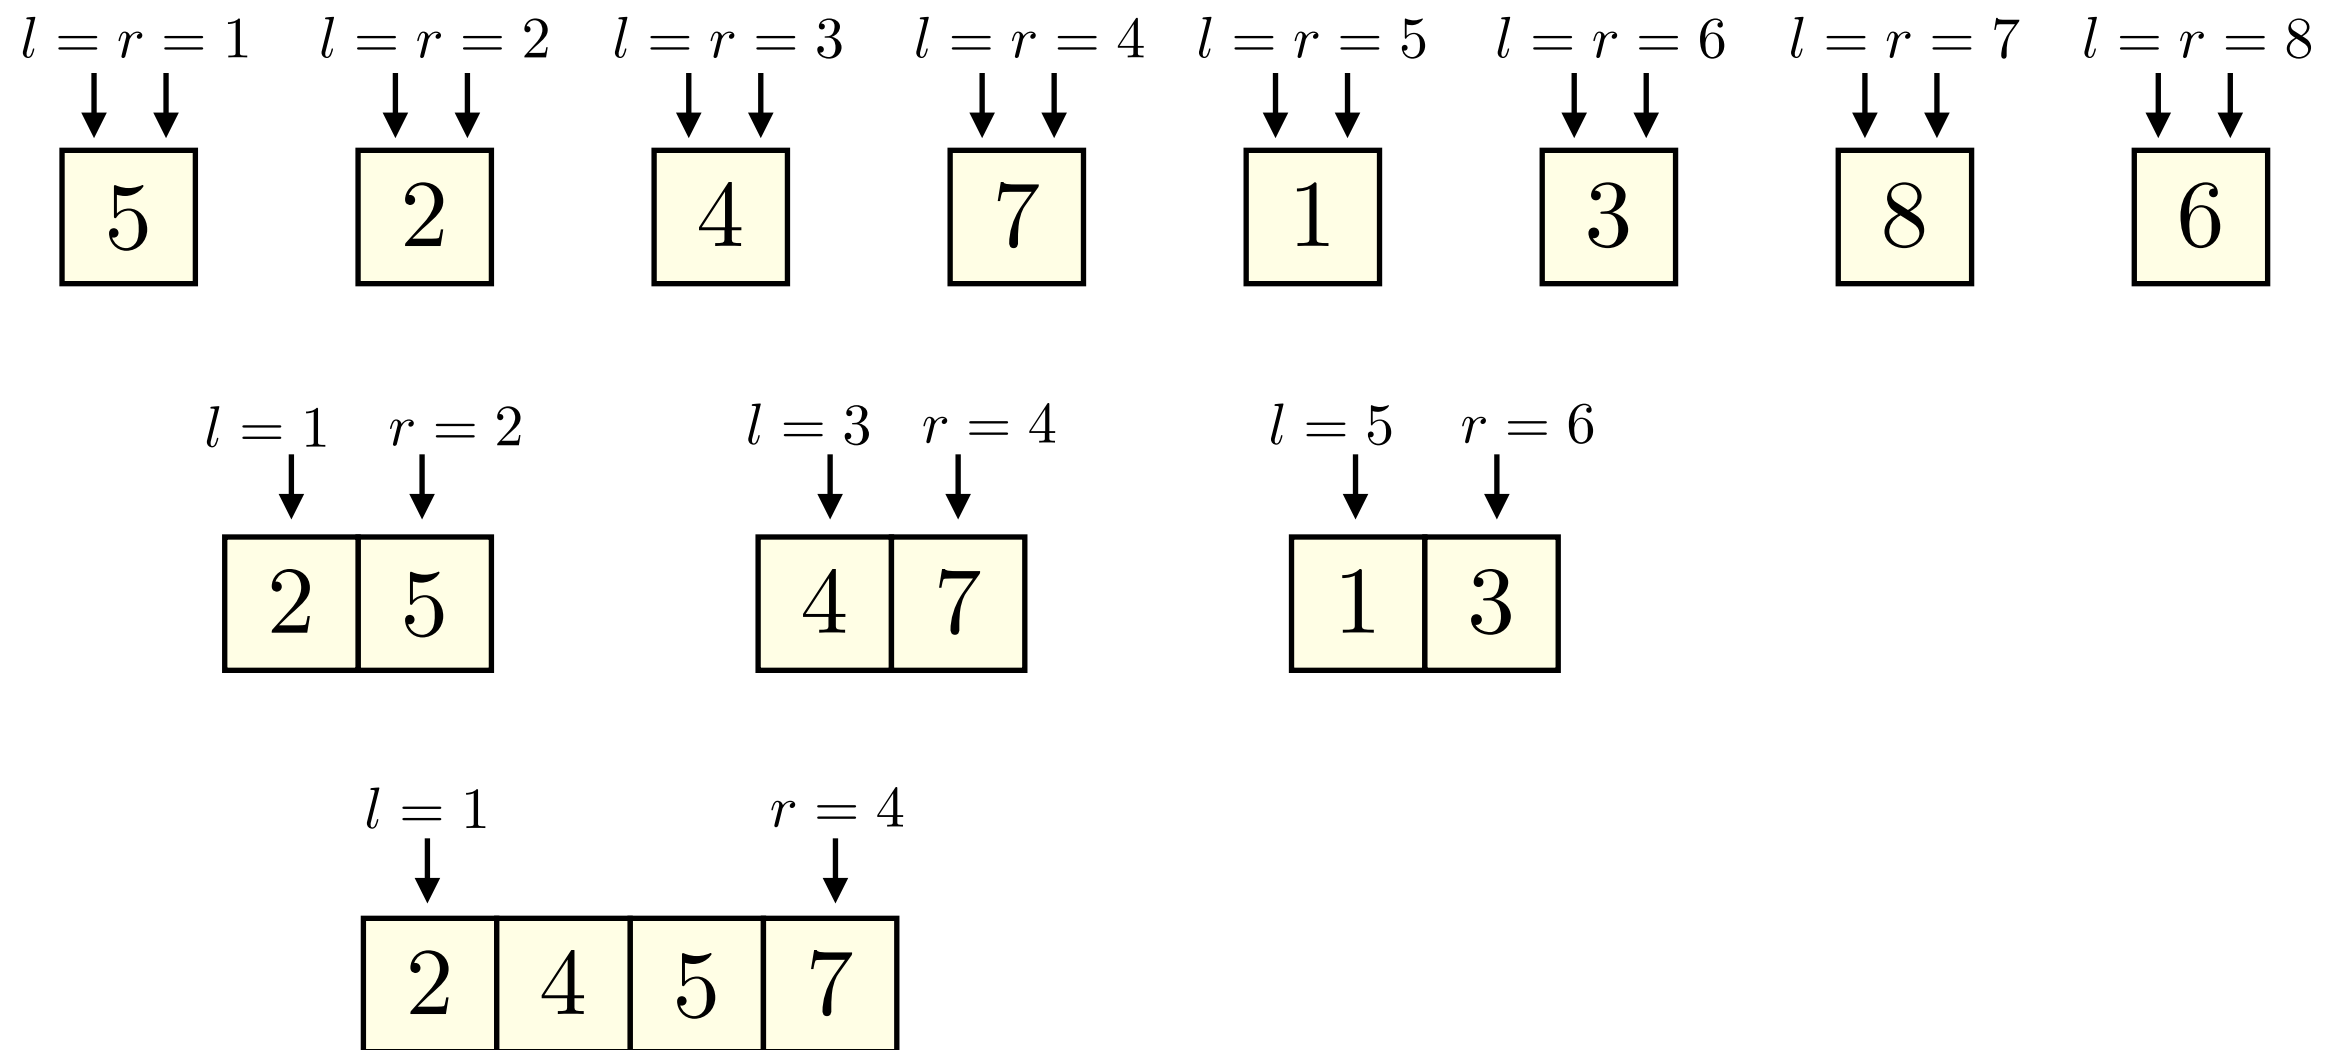 l = r = 1 l = r = 2 l = r = 3 l = r = 4 l = r = 5 l = r = 6 l = r = 7 l = r = 8
5 2 4 7 1 3 8 6
l = 1 r = 2 l = 3 r = 4 l = 5 r = 6
2 5 4 7 1 3
l = 1 r = 4
2 4 5 7